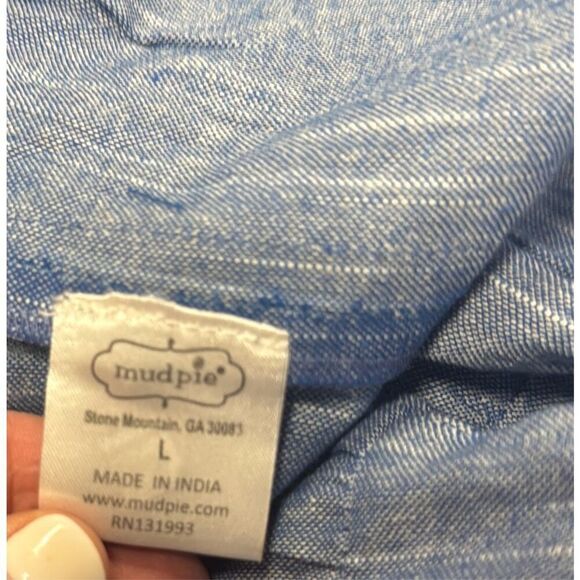 mudpie®
Stone Mountain, GA 30083
L
MADE IN INDIA
www.mudpie.com
RN131993